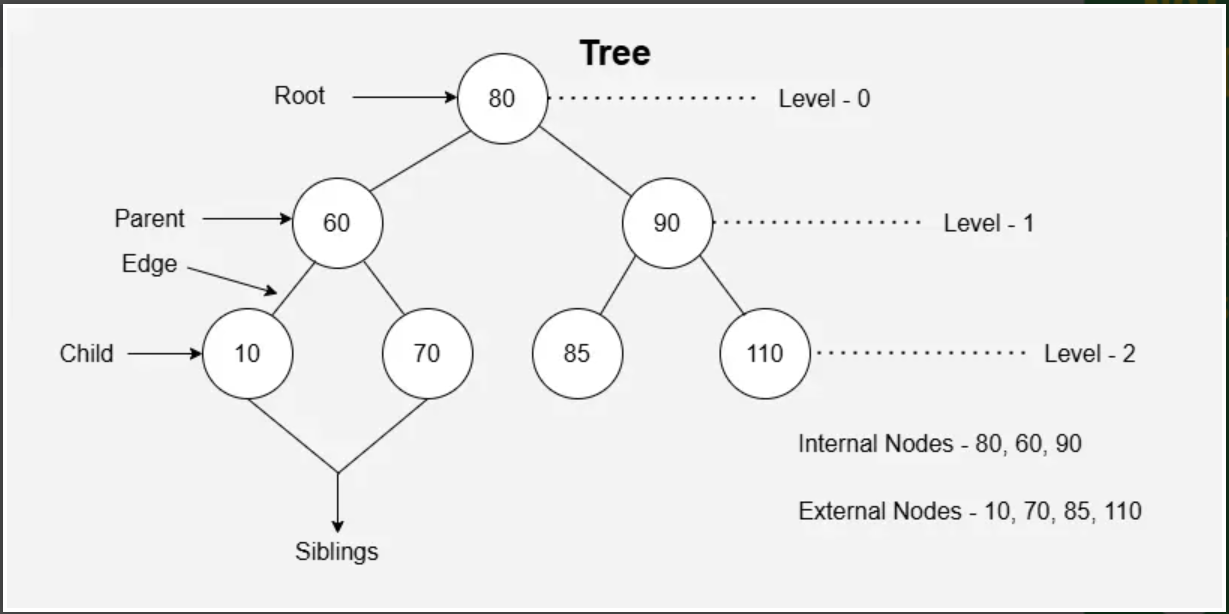 Tree
Root
80
Level - 0
Parent
60
90
Level - 1
Edge
Child
10
70
85
110
Level - 2
Internal Nodes - 80, 60, 90
External Nodes - 10, 70, 85, 110
Siblings